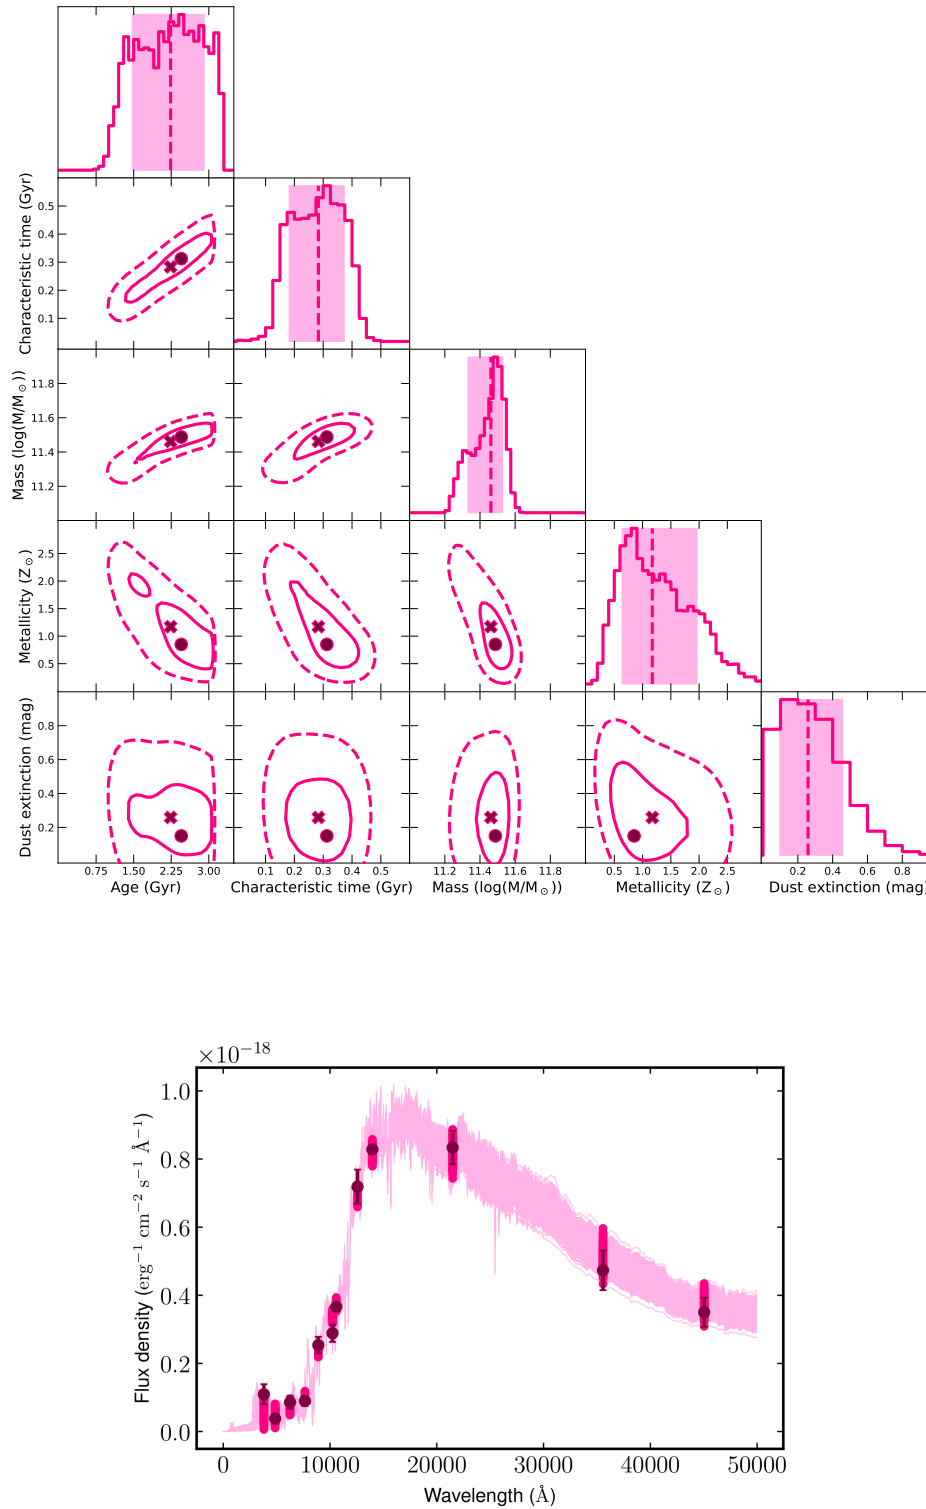 Characteristic time (Gyr)
0.5
0.4
0.3
0.2
0.1
Mass (log(M/M⊙))
11.8
11.6
11.4
11.2
Metallicity (Z⊙)
2.5
2.0
1.5
1.0
0.5
Dust extinction (mag)
0.8
0.6
0.4
0.2
0.75 1.50 2.25 3.00 0.1 0.2 0.3 0.4 0.5 11.2 11.4 11.6 11.8 0.5 1.0 1.5 2.0 2.5 0.2 0.4 0.6 0.8
Age (Gyr) Characteristic time (Gyr) Mass (log(M/M⊙)) Metallicity (Z⊙) Dust extinction (mag)
×10⁻¹⁸
Flux density (erg⁻¹ cm⁻² s⁻¹ Å⁻¹)
1.0
0.8
0.6
0.4
0.2
0.0
0 10000 20000 30000 40000 50000
Wavelength (Å)